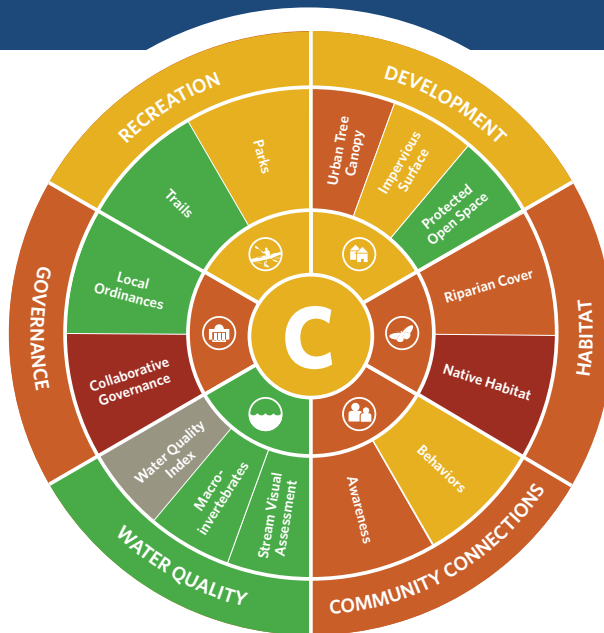 RECREATION
DEVELOPMENT
Parks
Trails
Urban Tree
Canopy
Impervious
Surface
Protected
Open Space
GOVERNANCE
Local
Ordinances
Collaborative
Governance
C
Riparian Cover
Native Habitat
HABITAT
Water Quality
Index
Macro-
invertebrates
Stream Visual
Assessment
Awareness
Behaviors
WATER QUALITY
COMMUNITY CONNECTIONS